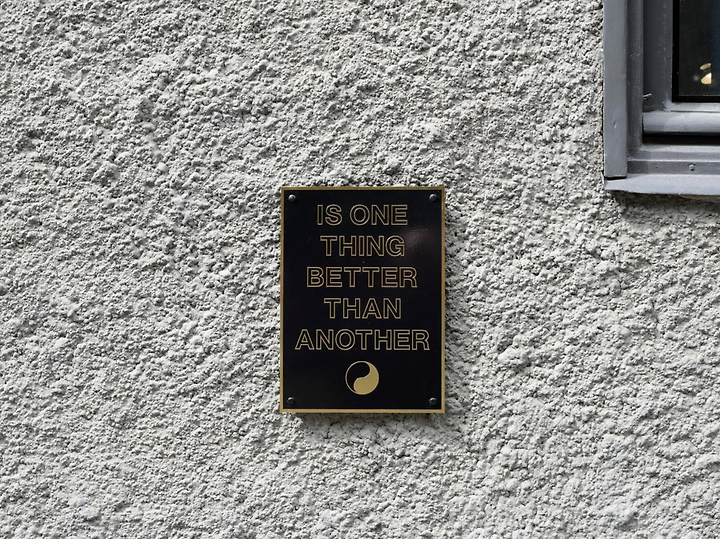 IS ONE
THING
BETTER
THAN
ANOTHER